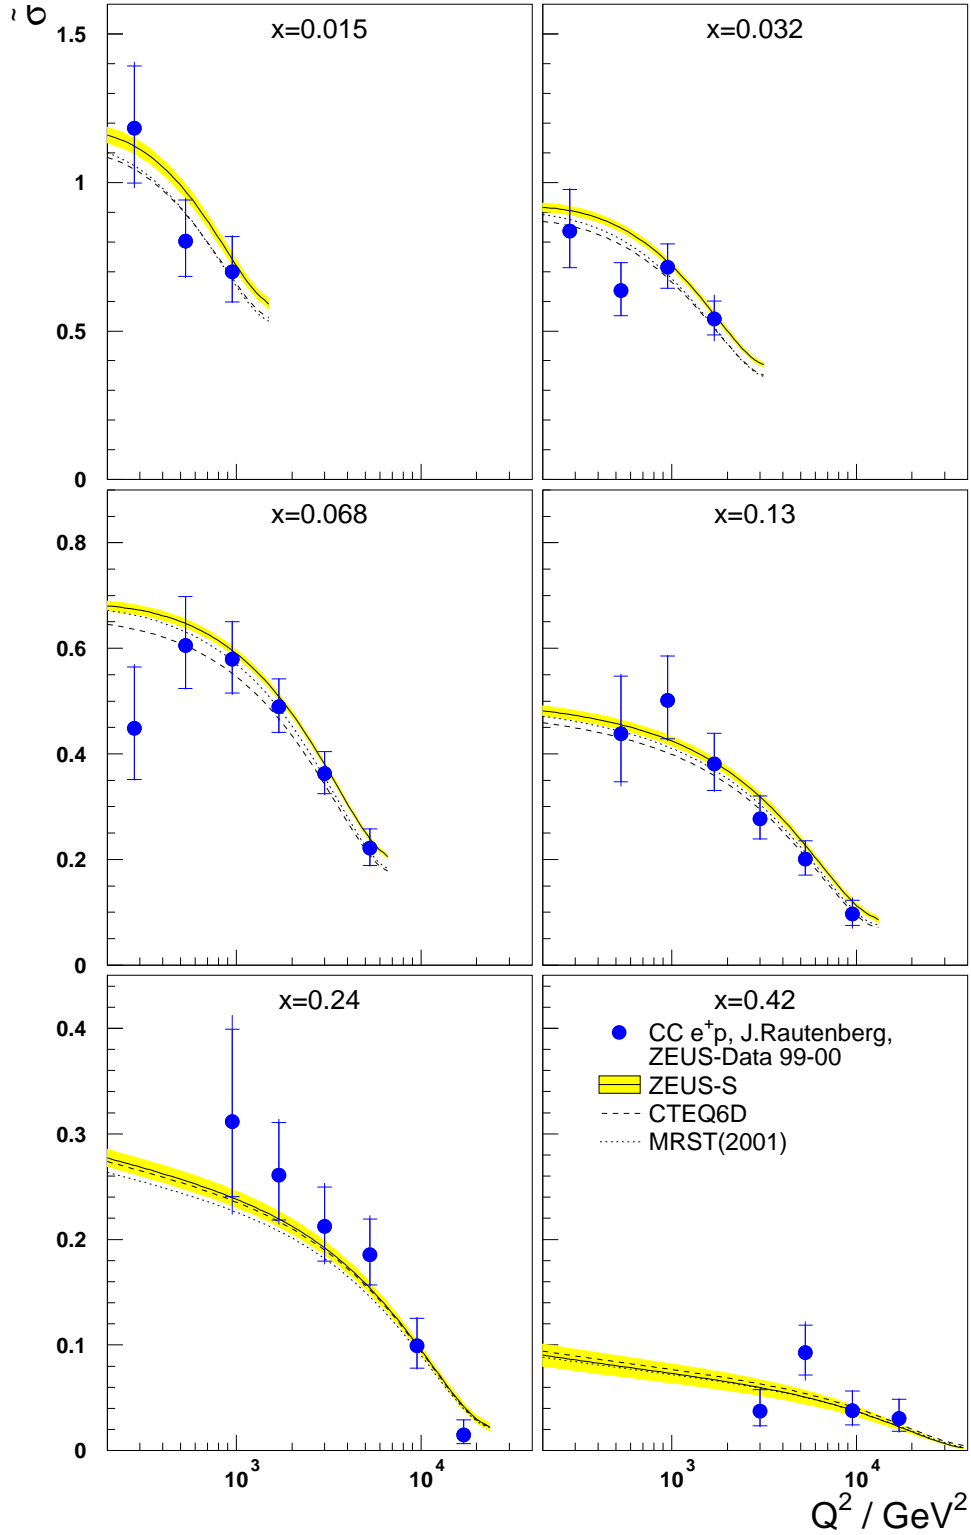 σ̃
x=0.015
x=0.032
1.5
1
0.5
0
x=0.068
x=0.13
0.8
0.6
0.4
0.2
0
x=0.24
x=0.42
0.4
0.3
0.2
0.1
0
CC e⁺p, J.Rautenberg,
ZEUS-Data 99-00
ZEUS-S
CTEQ6D
MRST(2001)
10³ 10⁴ 10³ 10⁴
Q² / GeV²